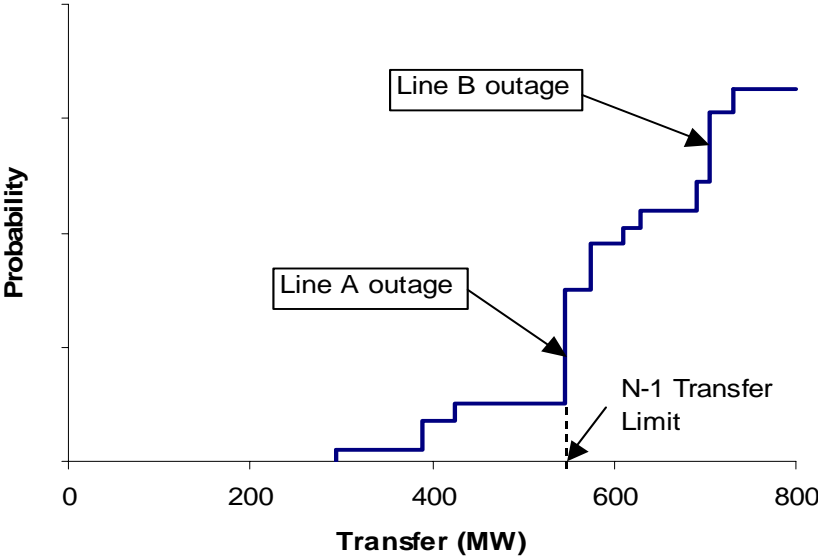 Line B outage
Probability
Line A outage
N-1 Transfer
Limit
0
200
400
600
800
Transfer (MW)